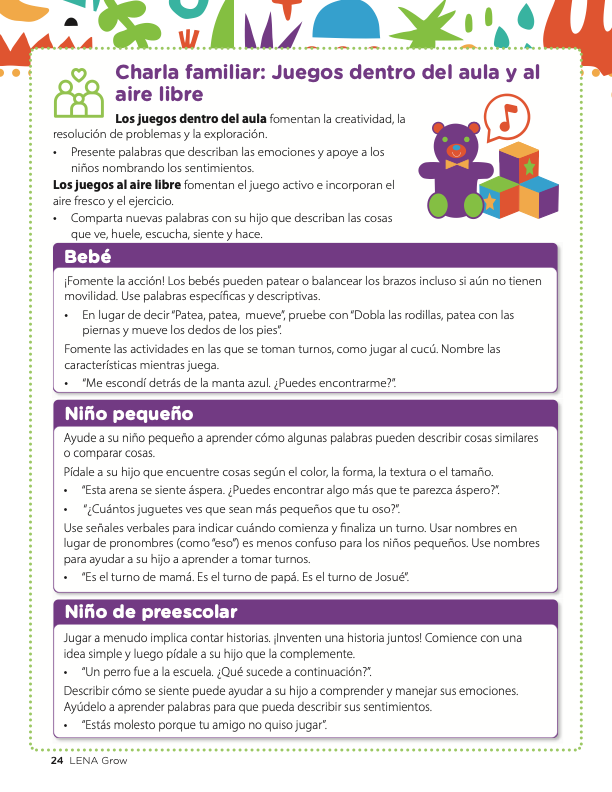 Charla familiar: Juegos dentro del aula y al
aire libre
Los juegos dentro del aula fomentan la creatividad, la
resolución de problemas y la exploración.
• Presente palabras que describan las emociones y apoye a los
niños nombrando los sentimientos.
Los juegos al aire libre fomentan el juego activo e incorporan el
aire fresco y el ejercicio.
• Comparta nuevas palabras con su hijo que describan las cosas
que ve, huele, escucha, siente y hace.
Bebé
¡Fomente la acción! Los bebés pueden patear o balancear los brazos incluso si aún no tienen
movilidad. Use palabras específicas y descriptivas.
• En lugar de decir “Patea, patea, mueve”, pruebe con “Dobla las rodillas, patea con las
piernas y mueve los dedos de los pies”.
Fomente las actividades en las que se toman turnos, como jugar al cucú. Nombre las
características mientras juega.
• “Me escondí detrás de la manta azul. ¿Puedes encontrarme?”.
Niño pequeño
Ayude a su niño pequeño a aprender cómo algunas palabras pueden describir cosas similares
o comparar cosas.
Pídale a su hijo que encuentre cosas según el color, la forma, la textura o el tamaño.
• “Esta arena se siente áspera. ¿Puedes encontrar algo más que te parezca áspero?”.
• “¿Cuántos juguetes ves que sean más pequeños que tu oso?”.
Use señales verbales para indicar cuándo comienza y finaliza un turno. Usar nombres en
lugar de pronombres (como “eso”) es menos confuso para los niños pequeños. Use nombres
para ayudar a su hijo a aprender a tomar turnos.
• “Es el turno de mamá. Es el turno de papá. Es el turno de Josué”.
Niño de preescolar
Jugar a menudo implica contar historias. ¡Inventen una historia juntos! Comience con una
idea simple y luego pídale a su hijo que la complemente.
• “Un perro fue a la escuela. ¿Qué sucede a continuación?”.
Describir cómo se siente puede ayudar a su hijo a comprender y manejar sus emociones.
Ayúdelo a aprender palabras para que pueda describir sus sentimientos.
• “Estás molesto porque tu amigo no quiso jugar”.
24 LENA Grow